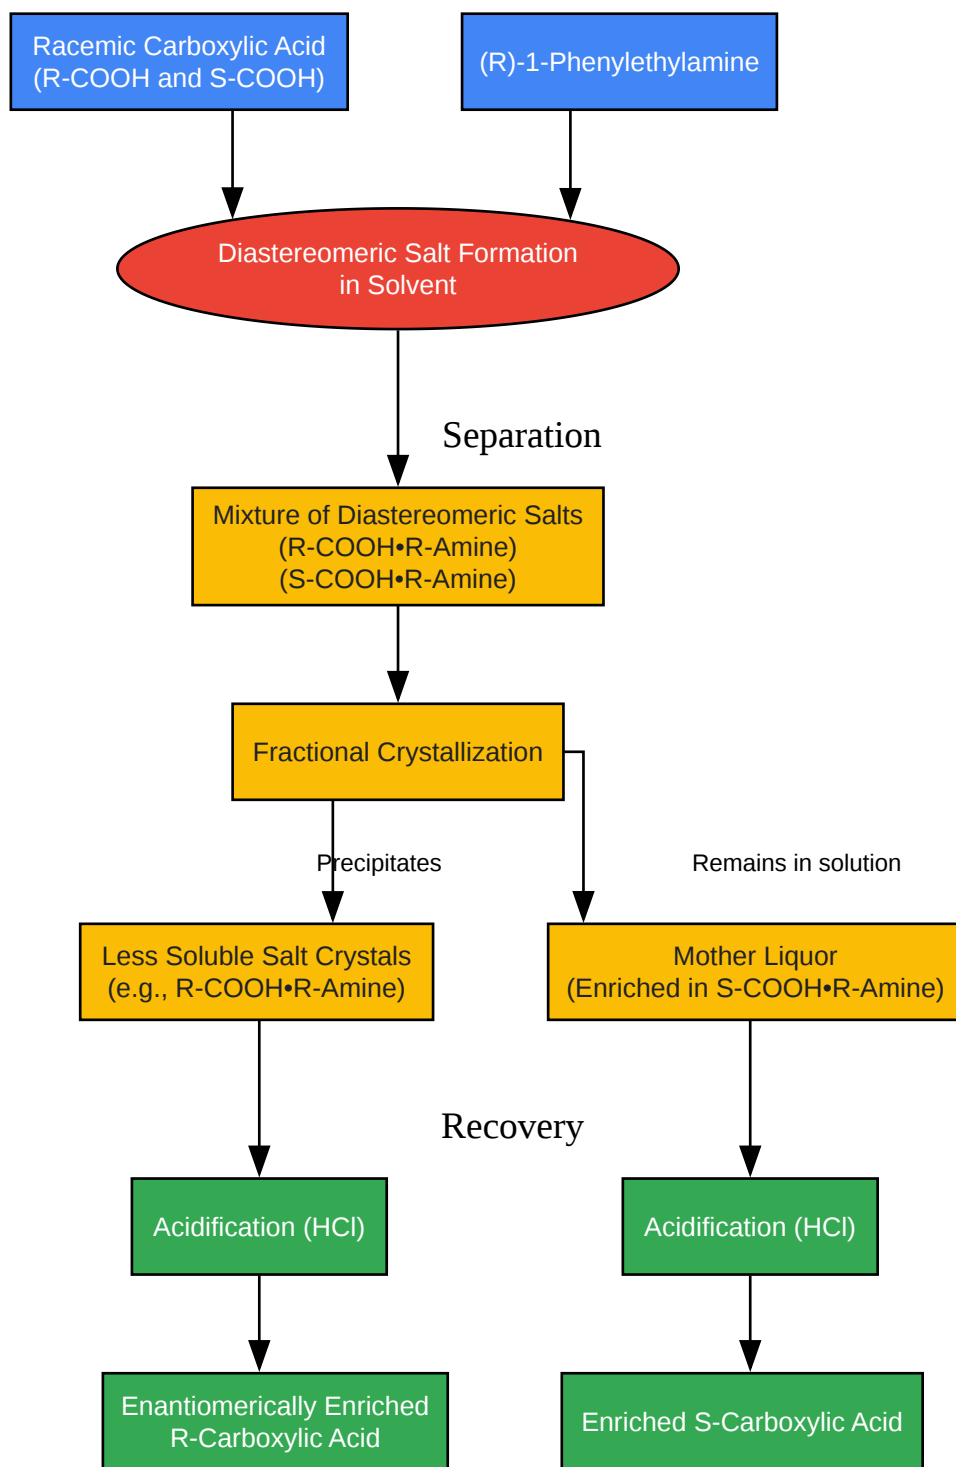 Racemic Carboxylic Acid
(R-COOH and S-COOH)
(R)-1-Phenylethylamine
Diastereomeric Salt Formation
in Solvent
Separation
Mixture of Diastereomeric Salts
(R-COOH•R-Amine)
(S-COOH•R-Amine)
Fractional Crystallization
Precipitates
Remains in solution
Less Soluble Salt Crystals
(e.g., R-COOH•R-Amine)
Mother Liquor
(Enriched in S-COOH•R-Amine)
Recovery
Acidification (HCl)
Acidification (HCl)
Enantiomerically Enriched
R-Carboxylic Acid
Enriched S-Carboxylic Acid